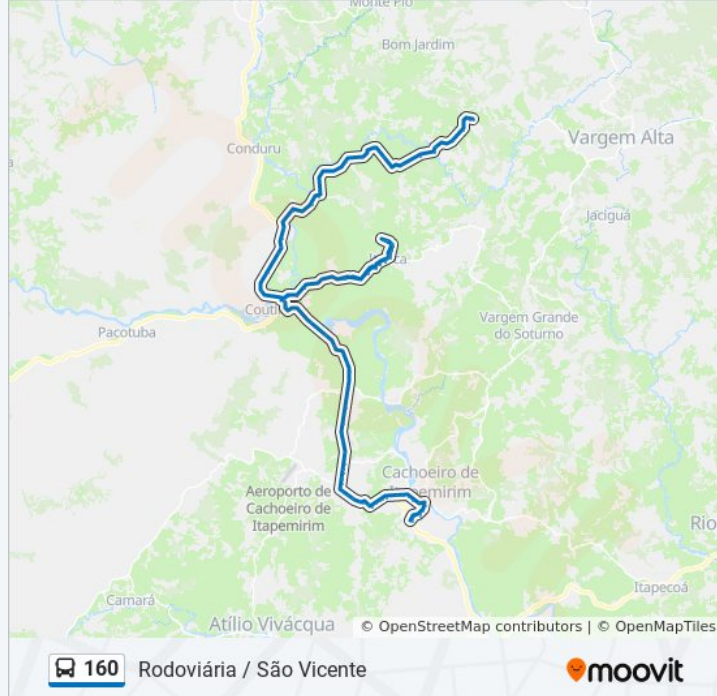 Monte Pio
Bom Jardim
Vargem Alta
Conduru
Jaciguá
Pacotuba
Vargem Grande
do Soturno
Cachoeiro de
Itapemirim
Aeroporto de
Cachoeiro de
Itapemirim
Rio
Itapecoá
Camará
Atílio Vivácqua
© OpenStreetMap contributors | © OpenMapTiles
160 Rodoviária / São Vicente
moovit